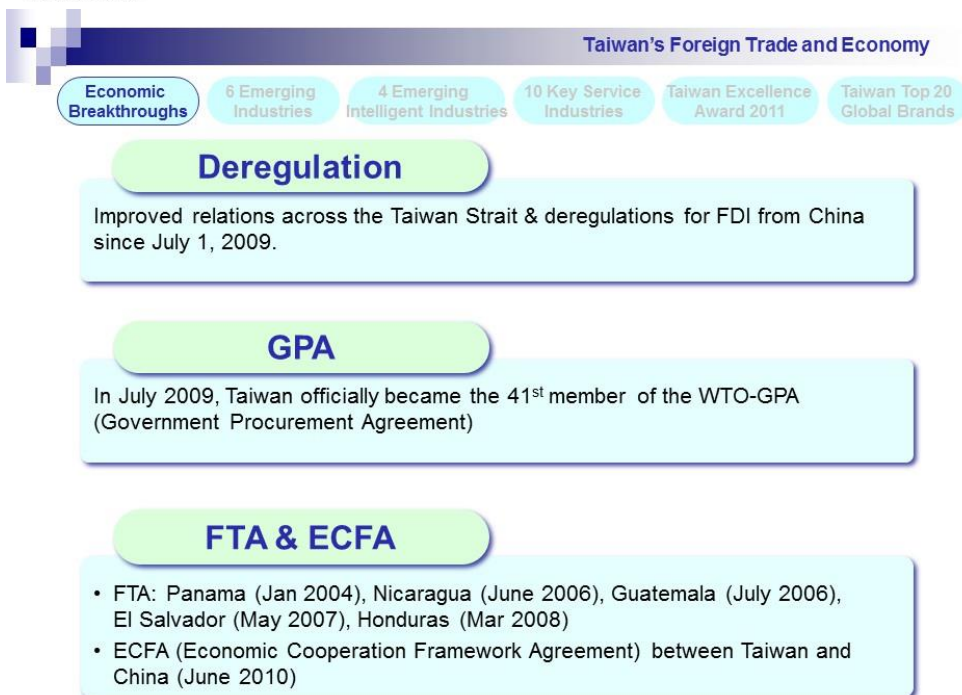 Taiwan's Foreign Trade and Economy
Economic
Breakthroughs
6 Emerging
Industries
4 Emerging
Intelligent Industries
10 Key Service
Industries
Taiwan Excellence
Award 2011
Taiwan Top 20
Global Brands
Deregulation
Improved relations across the Taiwan Strait & deregulations for FDI from China
since July 1, 2009.
GPA
In July 2009, Taiwan officially became the 41st member of the WTO-GPA
(Government Procurement Agreement)
FTA & ECFA
• FTA: Panama (Jan 2004), Nicaragua (June 2006), Guatemala (July 2006),
El Salvador (May 2007), Honduras (Mar 2008)
• ECFA (Economic Cooperation Framework Agreement) between Taiwan and
China (June 2010)